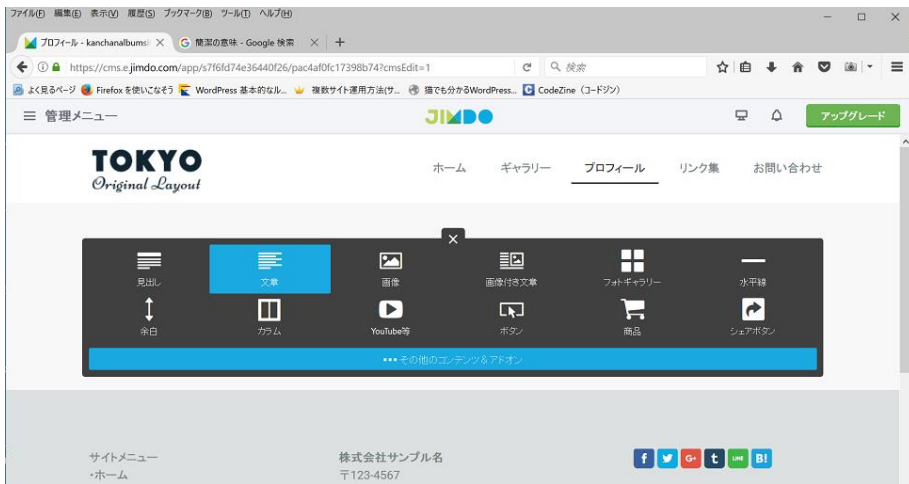 ファイル(F) 編集(E) 表示(V) 履歴(S) ブックマーク(B) ツール(T) ヘルプ(H)
プロフィール - kanchanalbums
簡潔の意味 - Google 検索
https://cms.e.jimdo.com/app/s7f6fd74e36440f26/pac4af0fc17398b74?cmsEdit=1
検索
よく見るページ Firefox を使いこなそう WordPress 基本的なル... 複数サイト運用方法(サ... 猫でも分かるWordPress... CodeZine（コードジン）
管理メニュー
JIMDO
アップグレード
TOKYO
Original Layout
ホーム ギャラリー プロフィール リンク集 お問い合わせ
見出し 文章 画像 画像付き文章 フォトギャラリー 水平線
余白 カラム YouTube等 ボタン 商品 シェアボタン
その他のコンテンツ＆アドオン
サイトメニュー
・ホーム
株式会社サンプル名
〒123-4567
f G+ t LINE B!